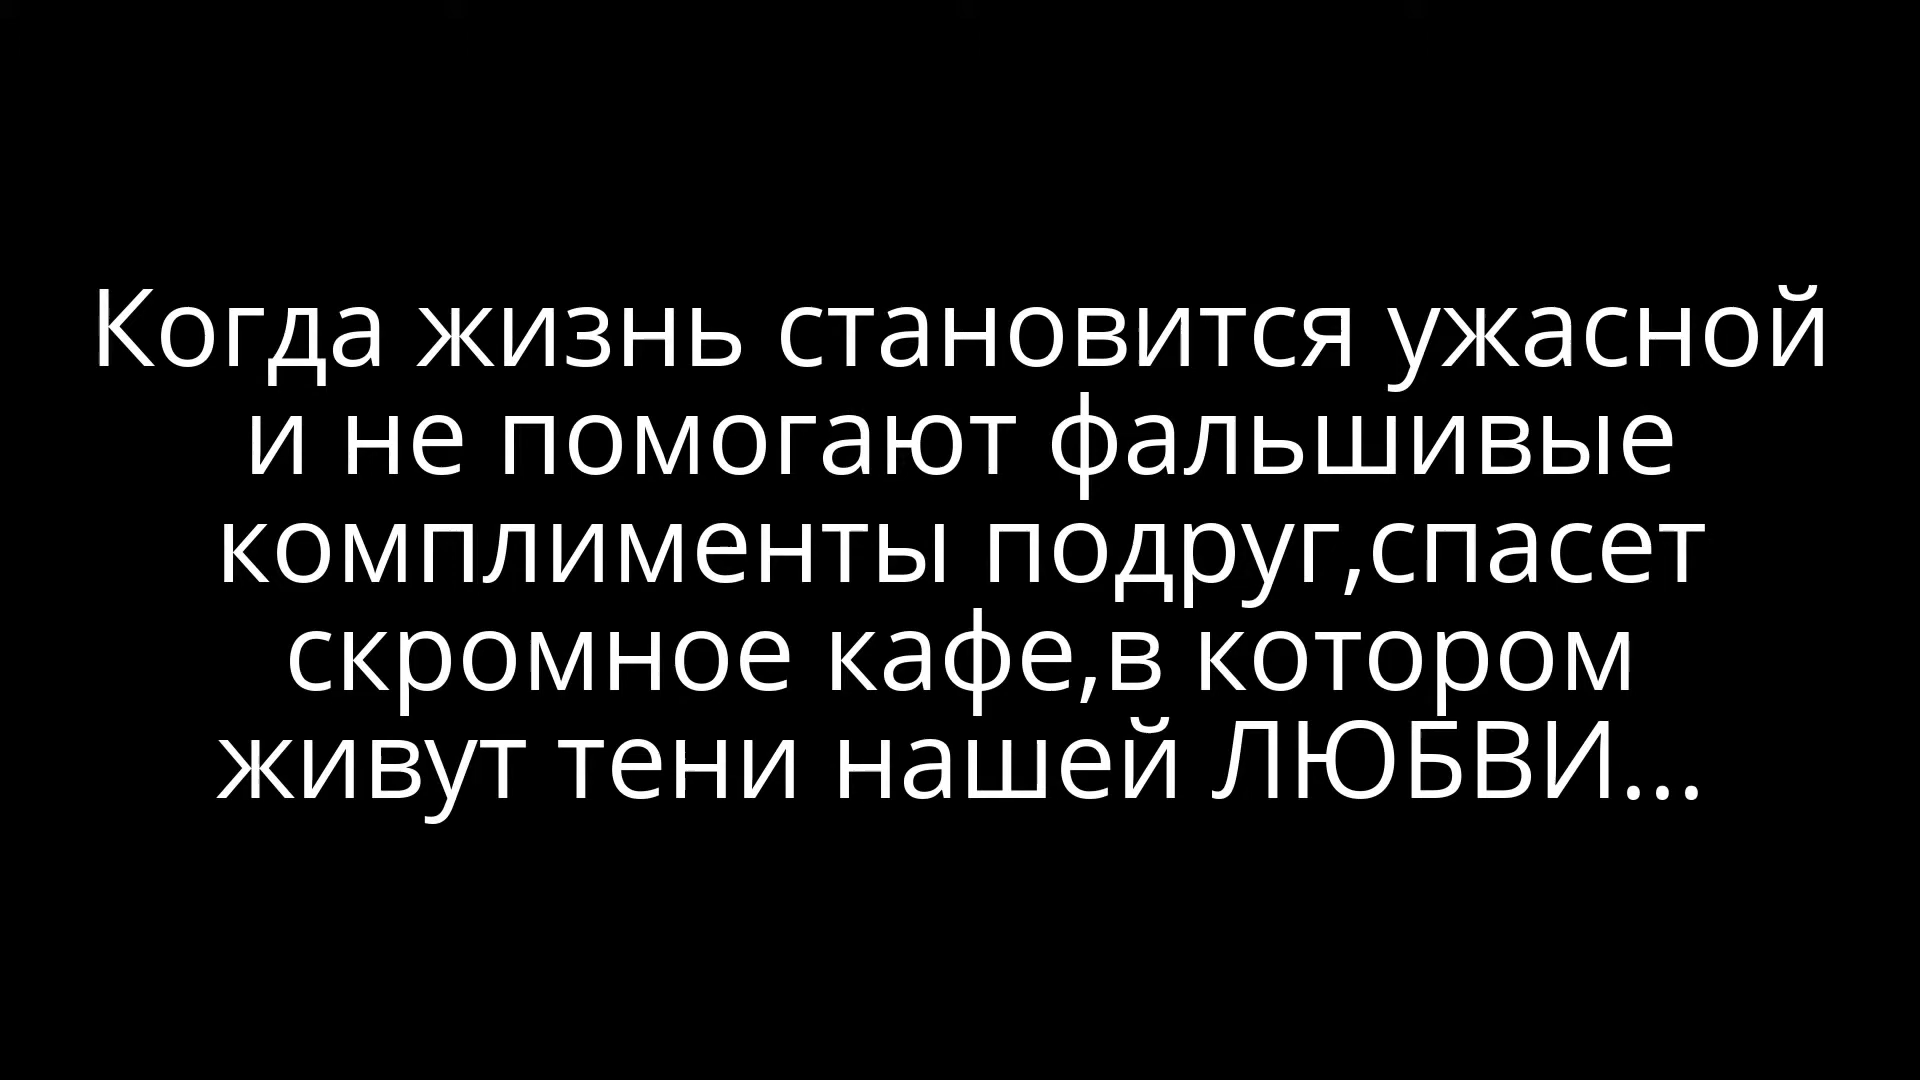 Когда жизнь становится ужасной
и не помогают фальшивые
комплименты подруг,спасет
скромное кафе,в котором
живут тени нашей ЛЮБВИ...